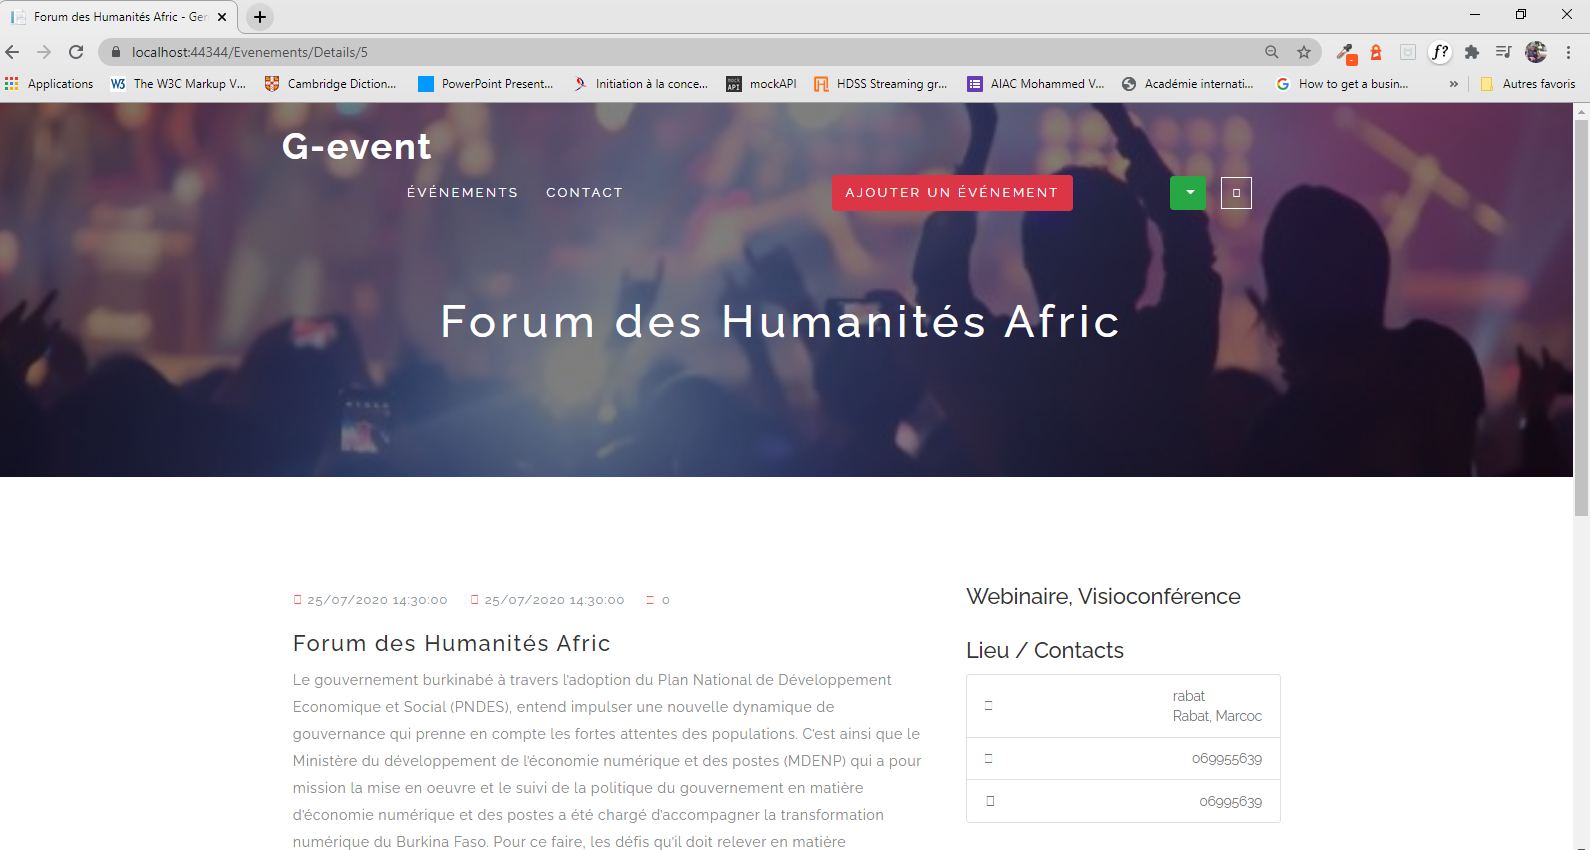 Forum des Humanités Afric - Ger
localhost:44344/Evenements/Details/5
Applications
The W3C Markup V...
Cambridge Diction...
PowerPoint Present...
Initiation à la conce...
mockAPI
HDSS Streaming gr...
AIAC Mohammed V...
Académie internati...
How to get a busin...
»
Autres favoris
G-event
ÉVÉNEMENTS
CONTACT
AJOUTER UN ÉVÉNEMENT
Forum des Humanités Afric
25/07/2020 14:30:00
25/07/2020 14:30:00
0
Forum des Humanités Afric
Le gouvernement burkinabé à travers l'adoption du Plan National de Développement
Economique et Social (PNDES), entend impulser une nouvelle dynamique de
gouvernance qui prenne en compte les fortes attentes des populations. C'est ainsi que le
Ministère du développement de l'économie numérique et des postes (MDENP) qui a pour
mission la mise en oeuvre et le suivi de la politique du gouvernement en matière
d'économie numérique et des postes a été chargé d'accompagner la transformation
numérique du Burkina Faso. Pour ce faire, les défis qu'il doit relever en matière
Webinaire, Visioconférence
Lieu / Contacts
rabat
Rabat, Marcoc
069955639
06995639